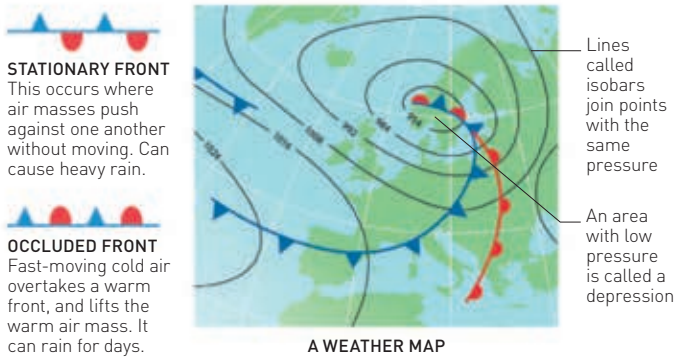 STATIONARY FRONT
This occurs where
air masses push
against one another
without moving. Can
cause heavy rain.
OCCLUDED FRONT
Fast-moving cold air
overtakes a warm
front, and lifts the
warm air mass. It
can rain for days.
1024
1016
1008
992
984
A WEATHER MAP
Lines
called
isobars
join points
with the
same
pressure
An area
with low
pressure
is called a
depression